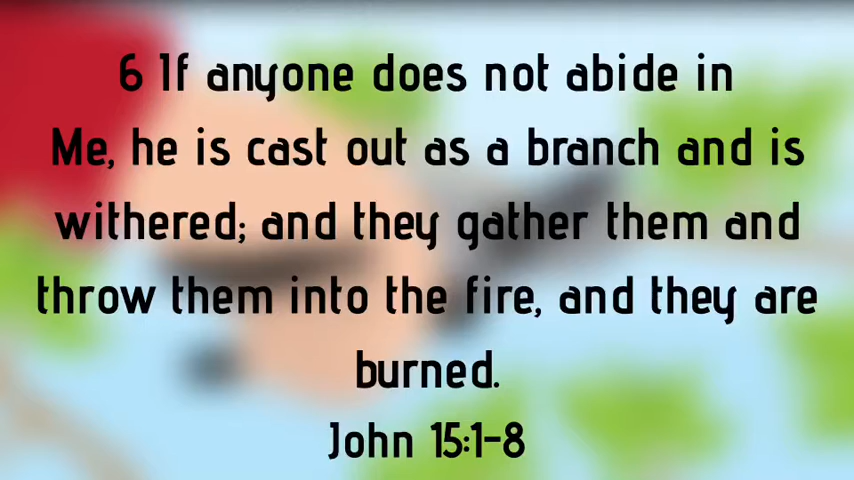 6 If anyone does not abide in
Me, he is cast out as a branch and is
withered; and they gather them and
throw them into the fire, and they are
burned.
John 15:1-8